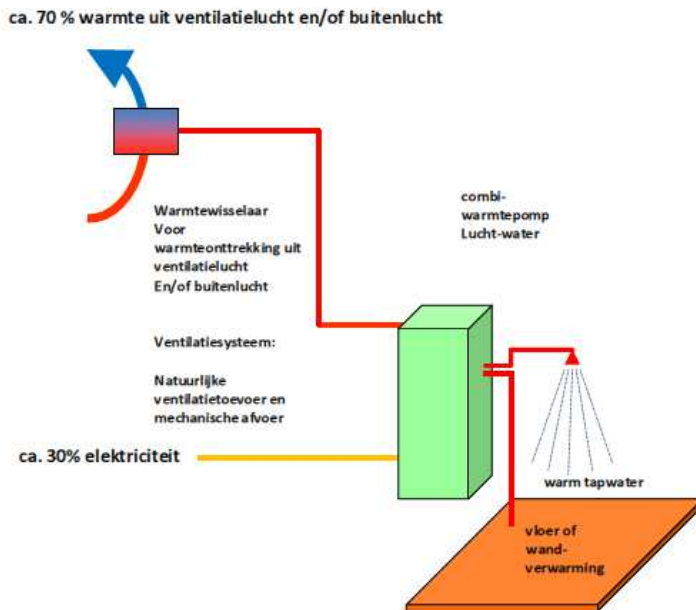 ca. 70 % warmte uit ventilatielucht en/of buitenlucht
Warmtewisselaar
Voor
warmteonttrekking uit
ventilatielucht
En/of buitenlucht
combi-
warmtepomp
Lucht-water
Ventilatiesysteem:
Natuurlijke
ventilatietoevoer en
mechanische afvoer
ca. 30% elektriciteit
warm tapwater
vloer of
wand-
verwarming